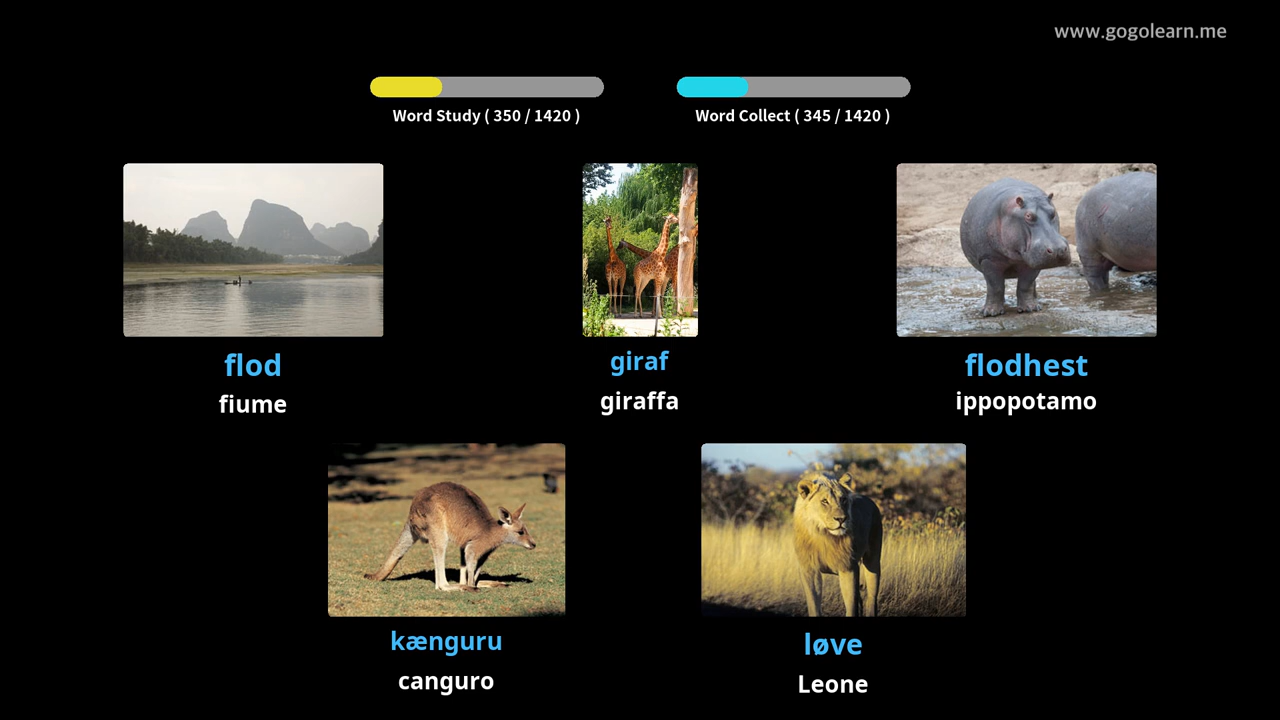 www.gogolearn.me
Word Study ( 350 / 1420 )
Word Collect ( 345 / 1420 )
flod
fiume
giraf
giraffa
flodhest
ippopotamo
kænguru
canguro
løve
Leone